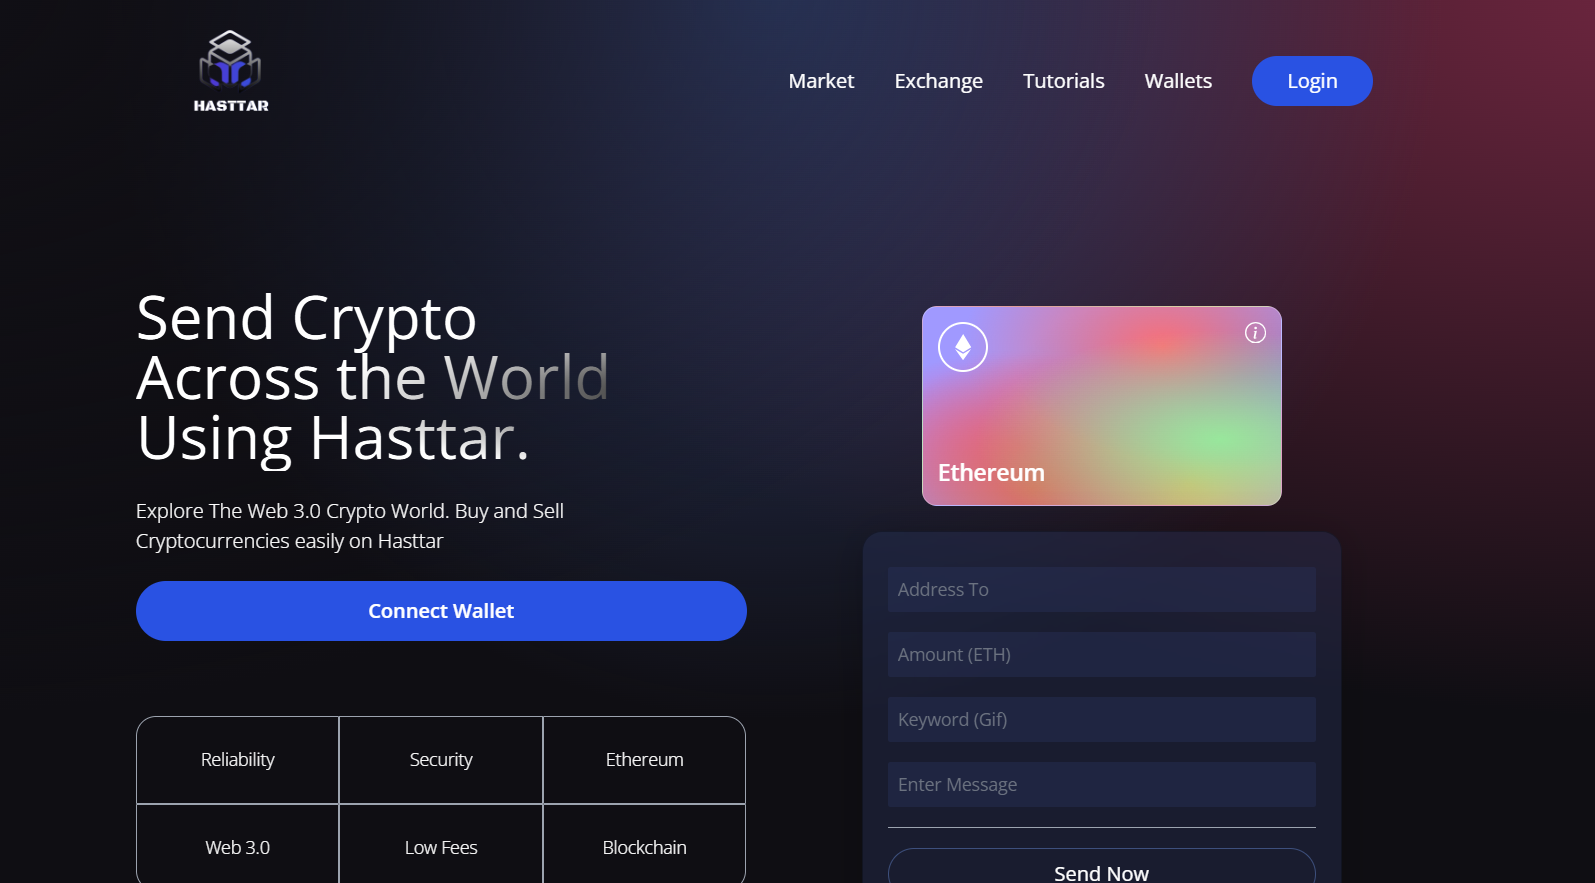 HASTTAR
Market
Exchange
Tutorials
Wallets
Login
Send Crypto
Across the World
Using Hasttar.
Explore The Web 3.0 Crypto World. Buy and Sell
Cryptocurrencies easily on Hasttar
Connect Wallet
Reliability
Security
Ethereum
Web 3.0
Low Fees
Blockchain
Ethereum
Address To
Amount (ETH)
Keyword (Gif)
Enter Message
Send Now